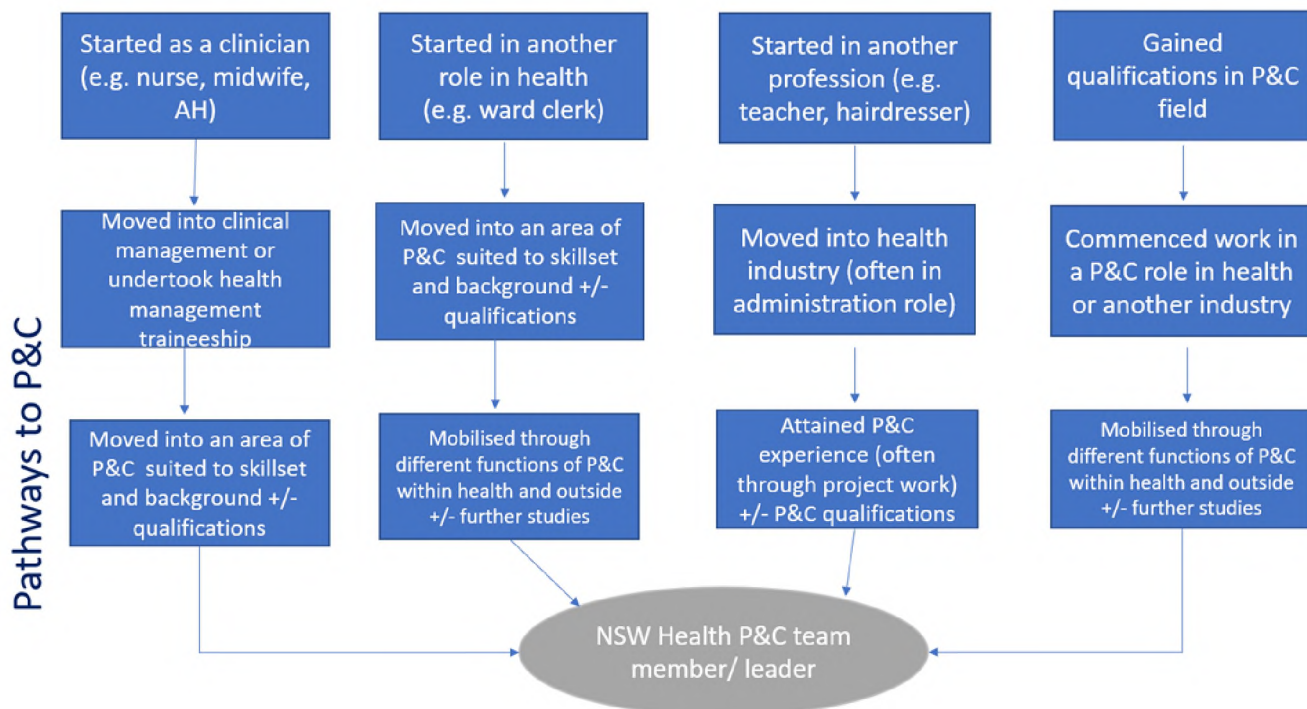 Pathways to P&C
Started as a clinician
(e.g. nurse, midwife,
AH)
Moved into clinical
management or
undertook health
management
traineeship
Moved into an area of
P&C suited to skillset
and background +/-
qualifications
Started in another
role in health
(e.g. ward clerk)
Moved into an area of
P&C suited to skillset
and background +/-
qualifications
Mobilised through
different functions of P&C
within health and outside
+/- further studies
Started in another
profession (e.g.
teacher, hairdresser)
Moved into health
industry (often in
administration role)
Attained P&C
experience (often
through project work)
+/- P&C qualifications
Gained
qualifications in P&C
field
Commenced work in
a P&C role in health
or another industry
Mobilised through
different functions of P&C
within health and outside
+/- further studies
NSW Health P&C team
member/ leader